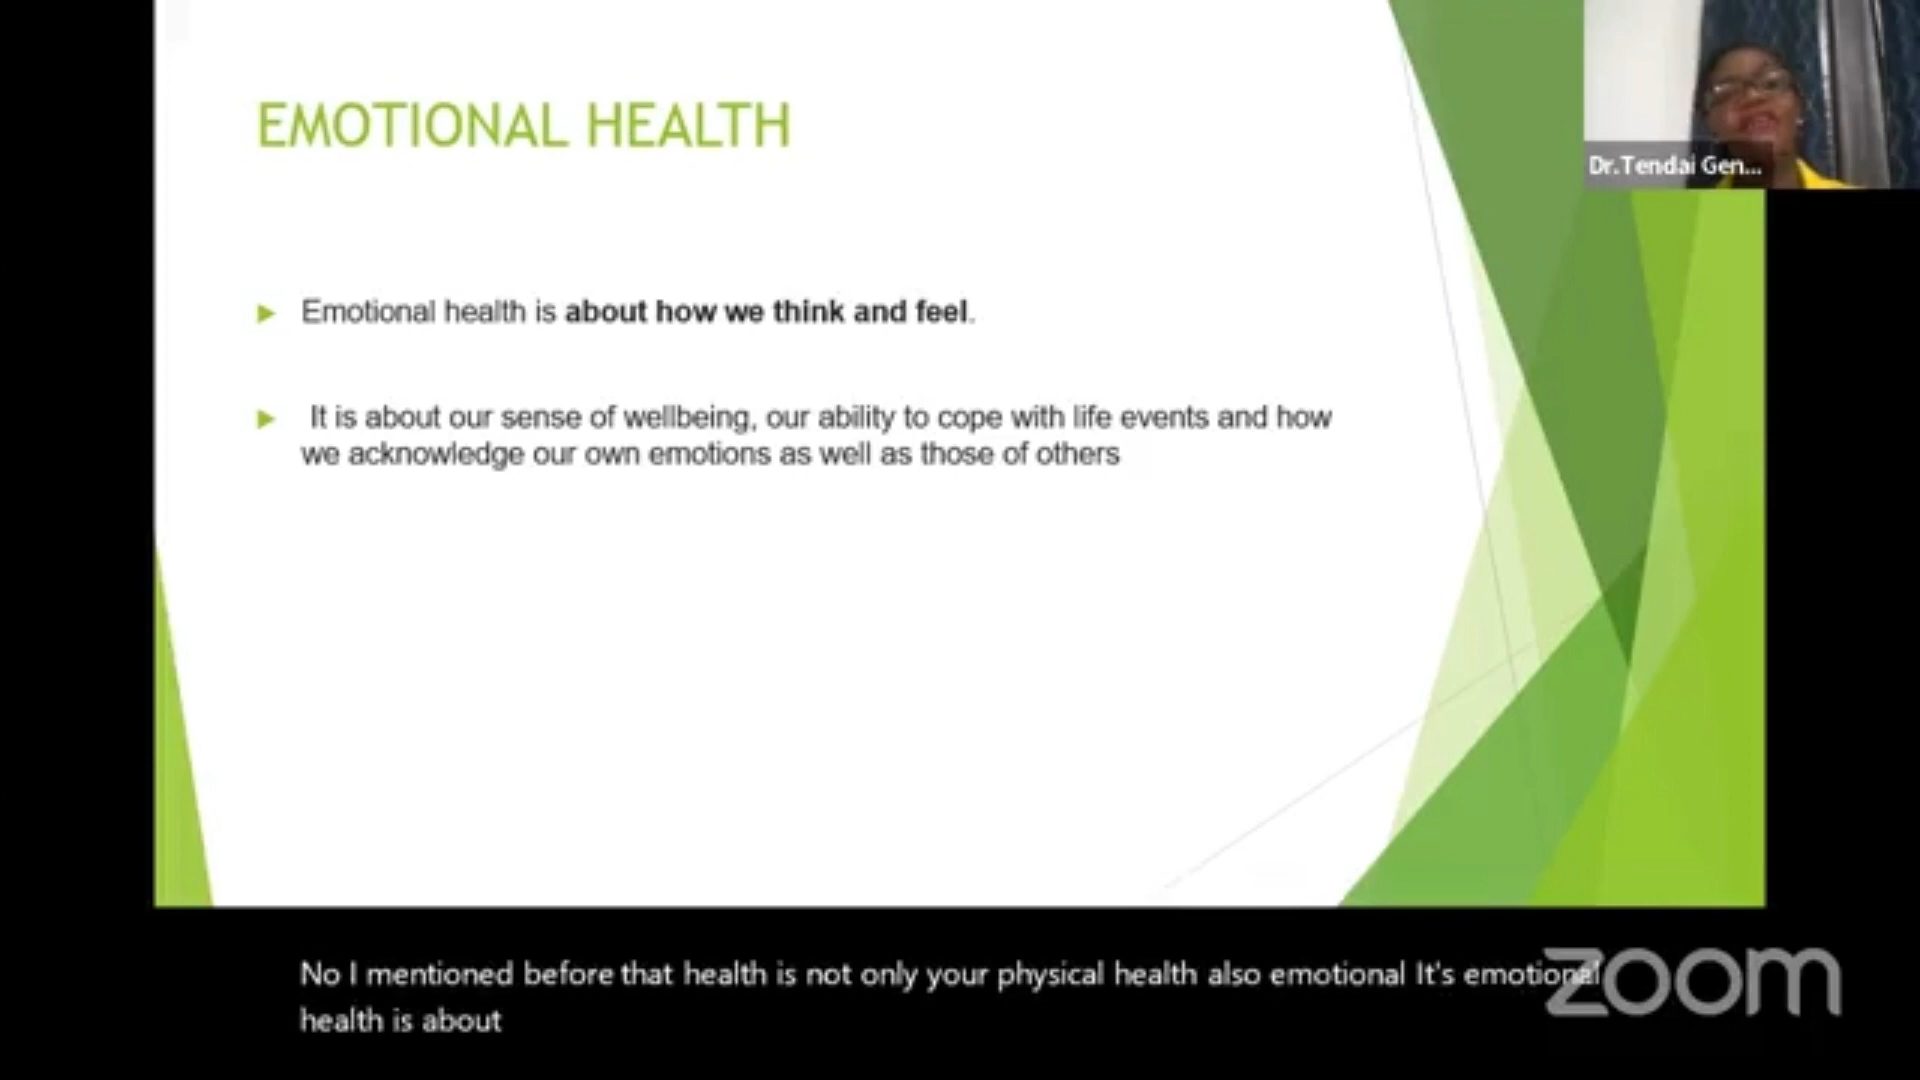 EMOTIONAL HEALTH
Dr.Tendai Gen...
Emotional health is about how we think and feel.
It is about our sense of wellbeing, our ability to cope with life events and how
we acknowledge our own emotions as well as those of others
No I mentioned before that health is not only your physical health also emotional It's emotional
health is about
zoom